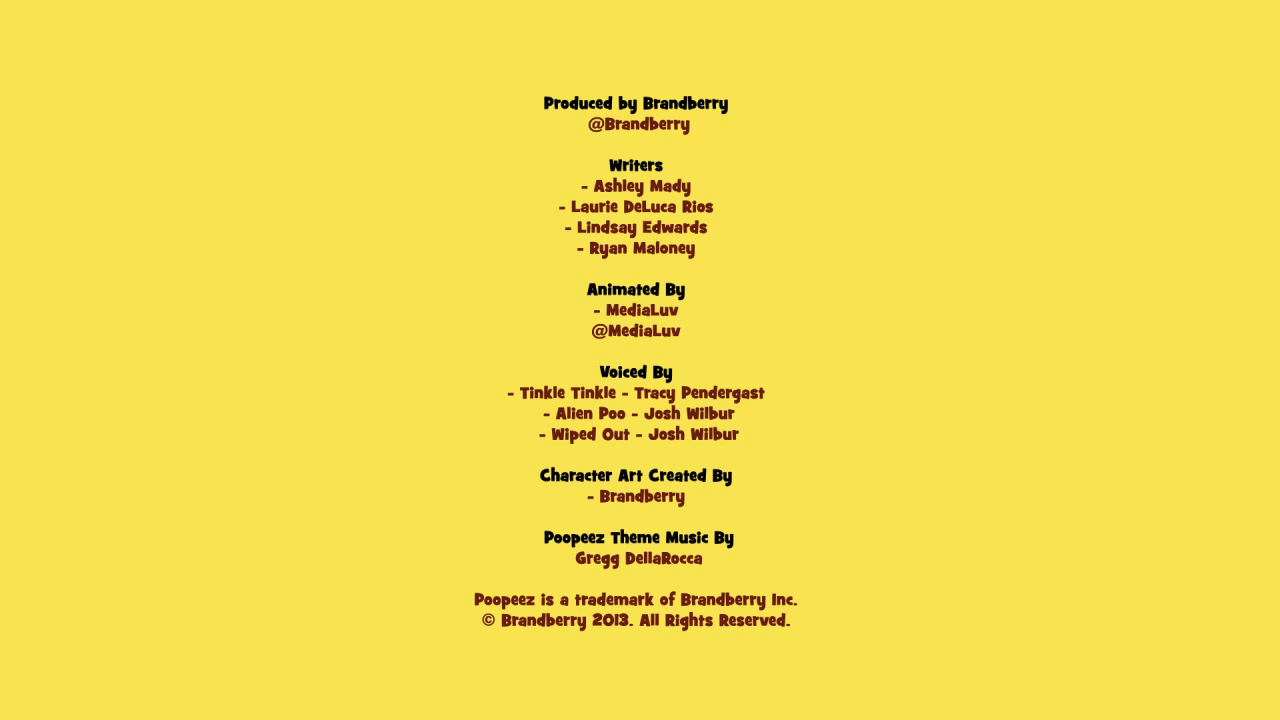 Produced by Brandberry
@Brandberry
Writers
- Ashley Mady
- Laurie DeLuca Rios
- Lindsay Edwards
- Ryan Maloney
Animated By
- MediaLuv
@MediaLuv
Voiced By
- Tinkle Tinkle - Tracy Pendergast
- Alien Poo - Josh Wilbur
- Wiped Out - Josh Wilbur
Character Art Created By
- Brandberry
Poopeez Theme Music By
Gregg DellaRocca
Poopeez is a trademark of Brandberry Inc.
© Brandberry 2013. All Rights Reserved.